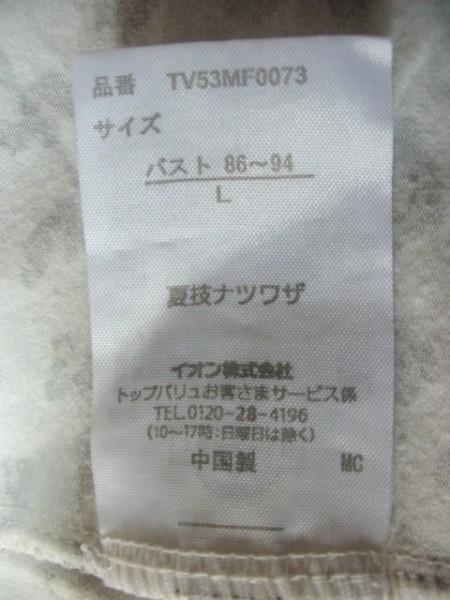 品番 TV53MF0073
サイズ
バスト 86～94
L
夏技ナツワザ
イオン株式会社
トップバリュお客さまサービス係
TEL.0120-28-4196
(10～17時:日曜日は除く)
中国製 MC